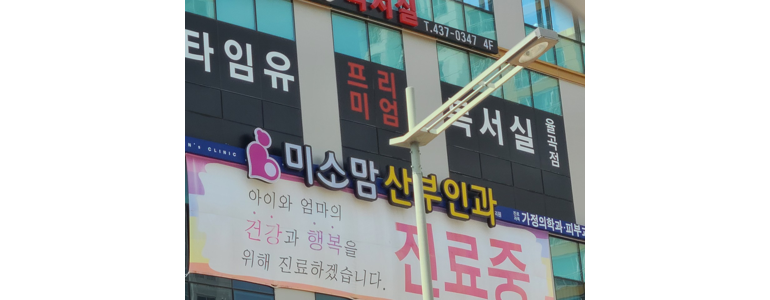 T.437-0347 4F
타임유
프리
미엄
독서실
율곡점
N's CLINIC
미소맘산부인과
가정의학과·피부과
아이와 엄마의
건강과 행복을
위해 진료하겠습니다.
진료중